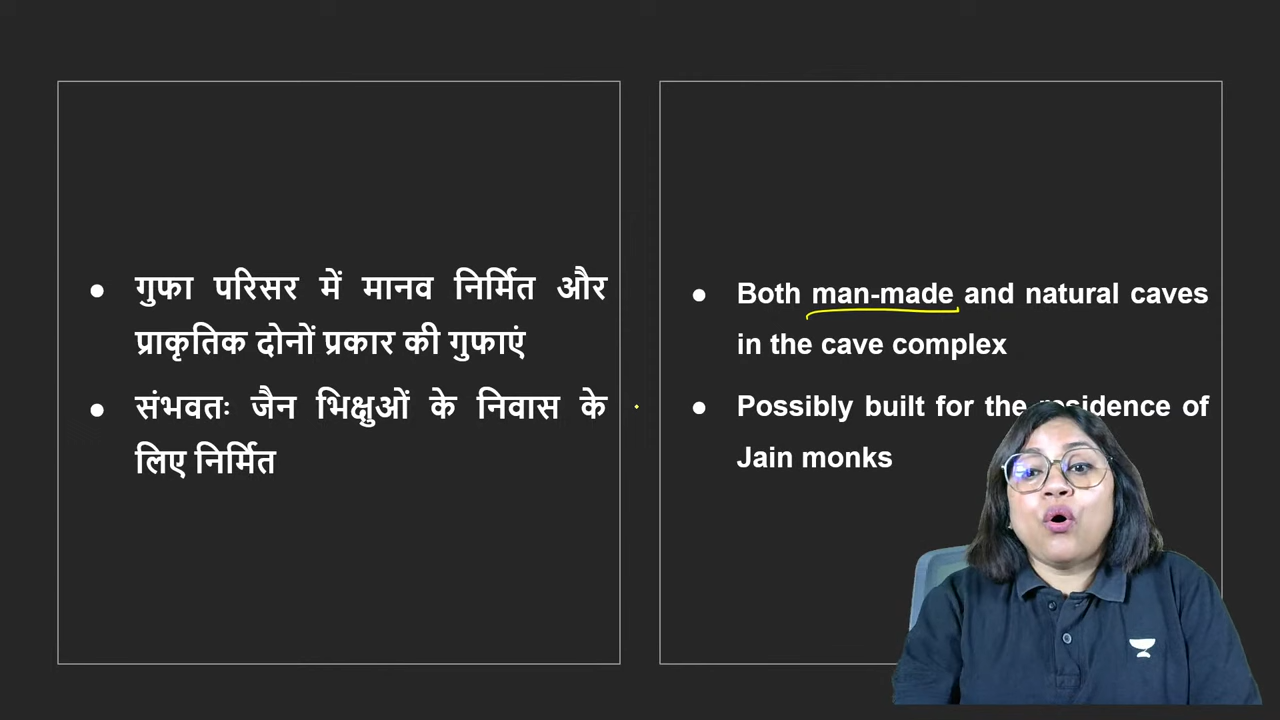 गुफा परिसर में मानव निर्मित और
प्राकृतिक दोनों प्रकार की गुफाएं
संभवतः जैन भिक्षुओं के निवास के
लिए निर्मित
Both man-made and natural caves
in the cave complex
Possibly built for the residence of
Jain monks